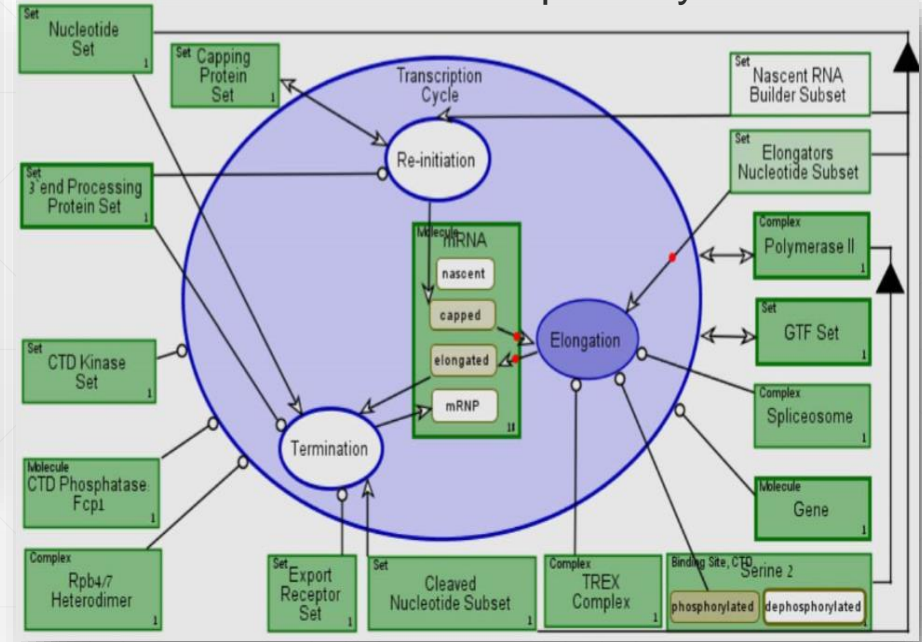 Set
Nucleotide
Set
1
Set Capping
Protein
Set
1
Transcription
Cycle
Set
Nascent RNA
Builder Subset
Re-initiation
Set
Elongators
Nucleotide Subset
Set
3'end Processing
Protein Set
1
Molecule
mRNA
nascent
capped
elongated
mRNP
18
Elongation
Complex
Polymerase II
1
Set
GTF Set
1
Set
CTD Kinase
Set
1
Complex
Spliceosome
1
Termination
Molecule
CTD Phosphatase:
Fcp1
1
Molecule
Gene
1
Complex
Rpb4/7
Heterodimer
1
Set
Export
Receptor
Set
1
Set
Cleaved
Nucleotide Subset
1
Complex
TREX
Complex
1
Binding Site, CTD
Serine 2
phosphorylated
dephosphorylated
1